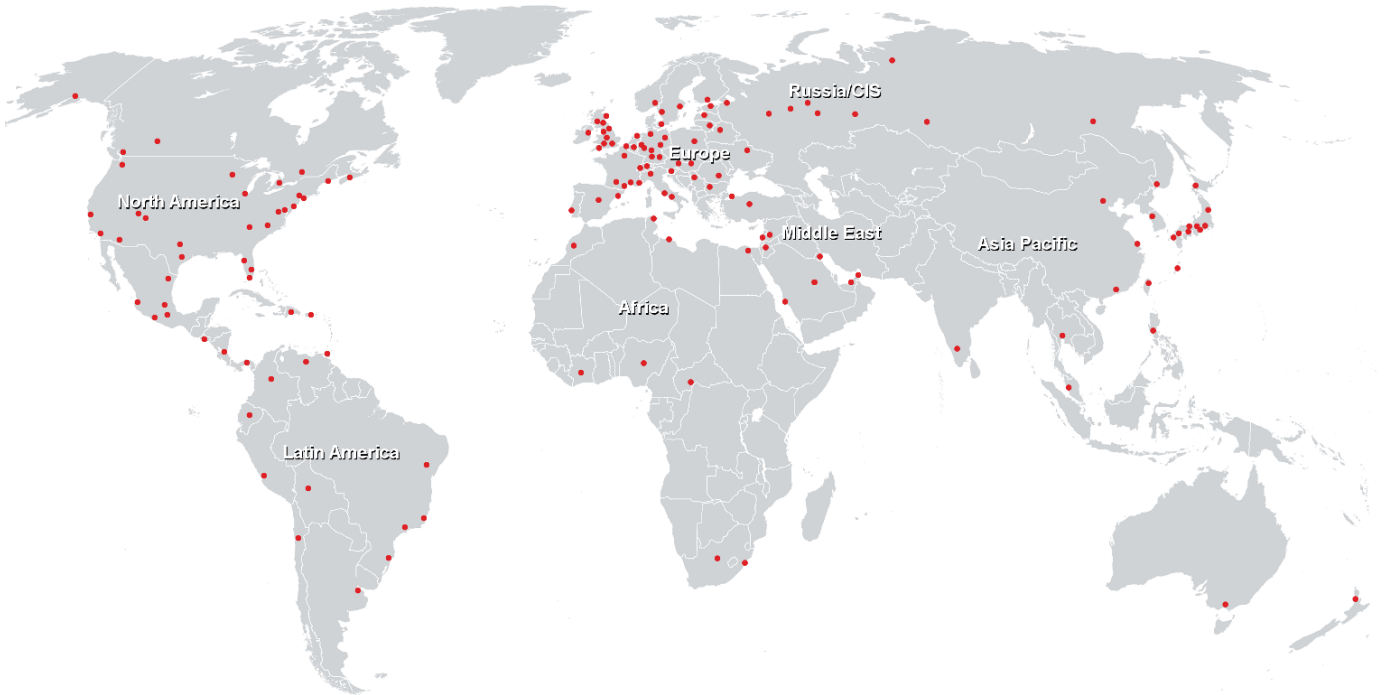 Russia/CIS
Europe
North America
Middle East
Asia Pacific
Africa
Latin America